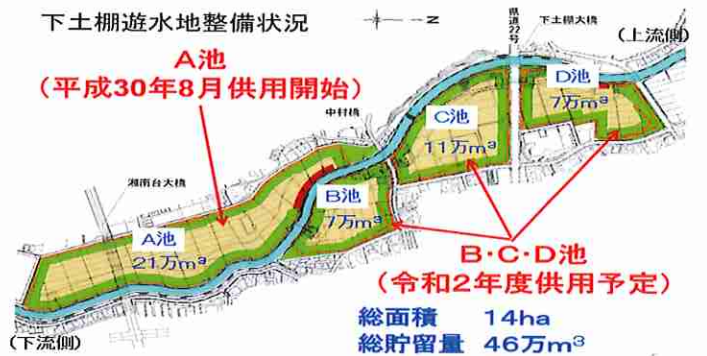 下土棚遊水地整備状況
N
県道22号
下土棚大橋
(上流側)
A池
(平成30年8月供用開始)
D池
7万m³
中村橋
C池
11万m³
湘南台大橋
B池
7万m³
A池
21万m³
B・C・D池
(令和2年度供用予定)
(下流側)
総面積 14ha
総貯留量 46万m³